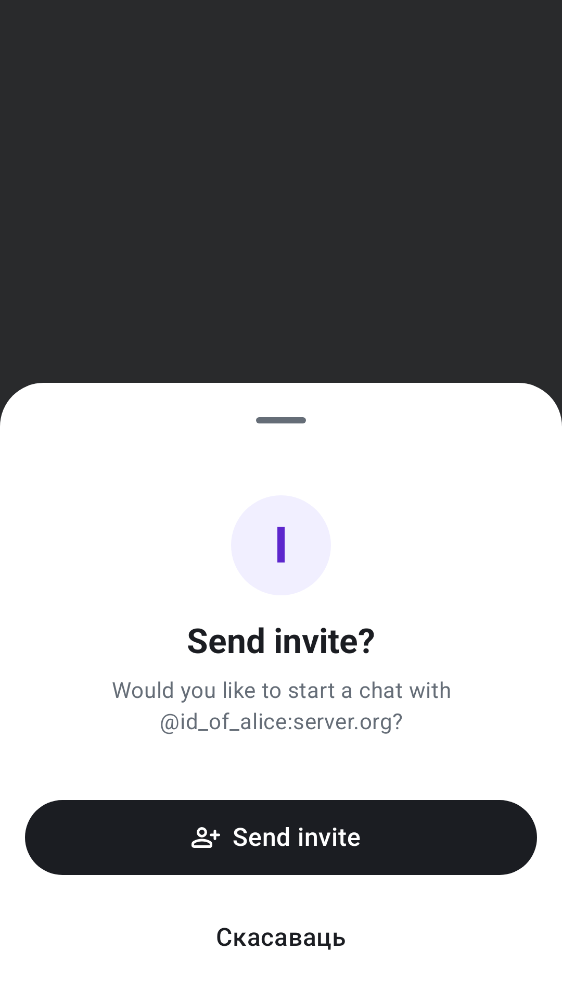 I
Send invite?
Would you like to start a chat with
@id_of_alice:server.org?
Send invite
Скасаваць